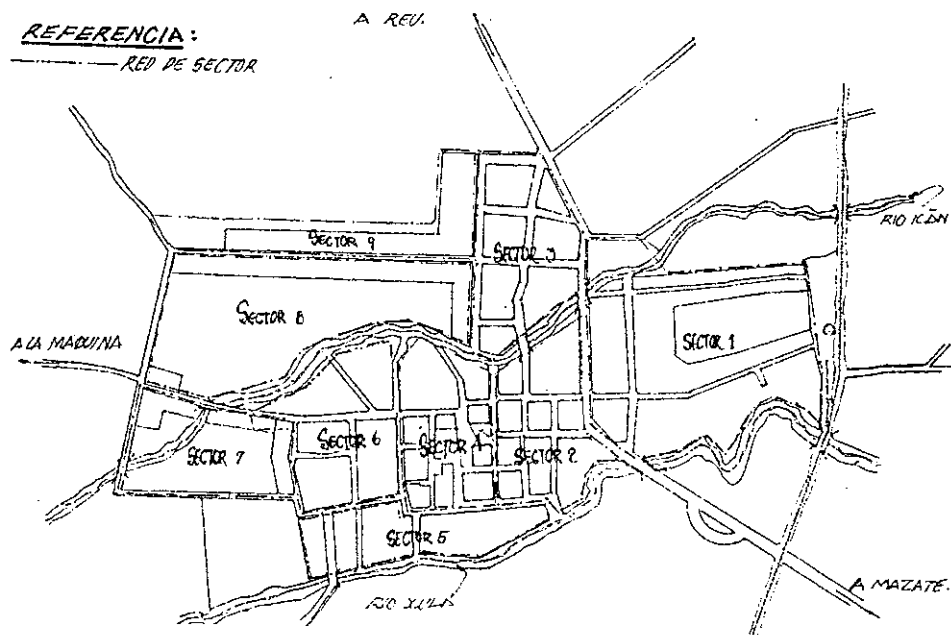 A REU.
REFERENCIA:
RED DE SECTOR
RIO ICAN
SECTOR 9
SECTOR 3
SECTOR 8
A LA MAQUINA
SECTOR 1
SECTOR 6
SECTOR 4
SECTOR 2
SECTOR 7
SECTOR 5
A MAZATE.
RIO